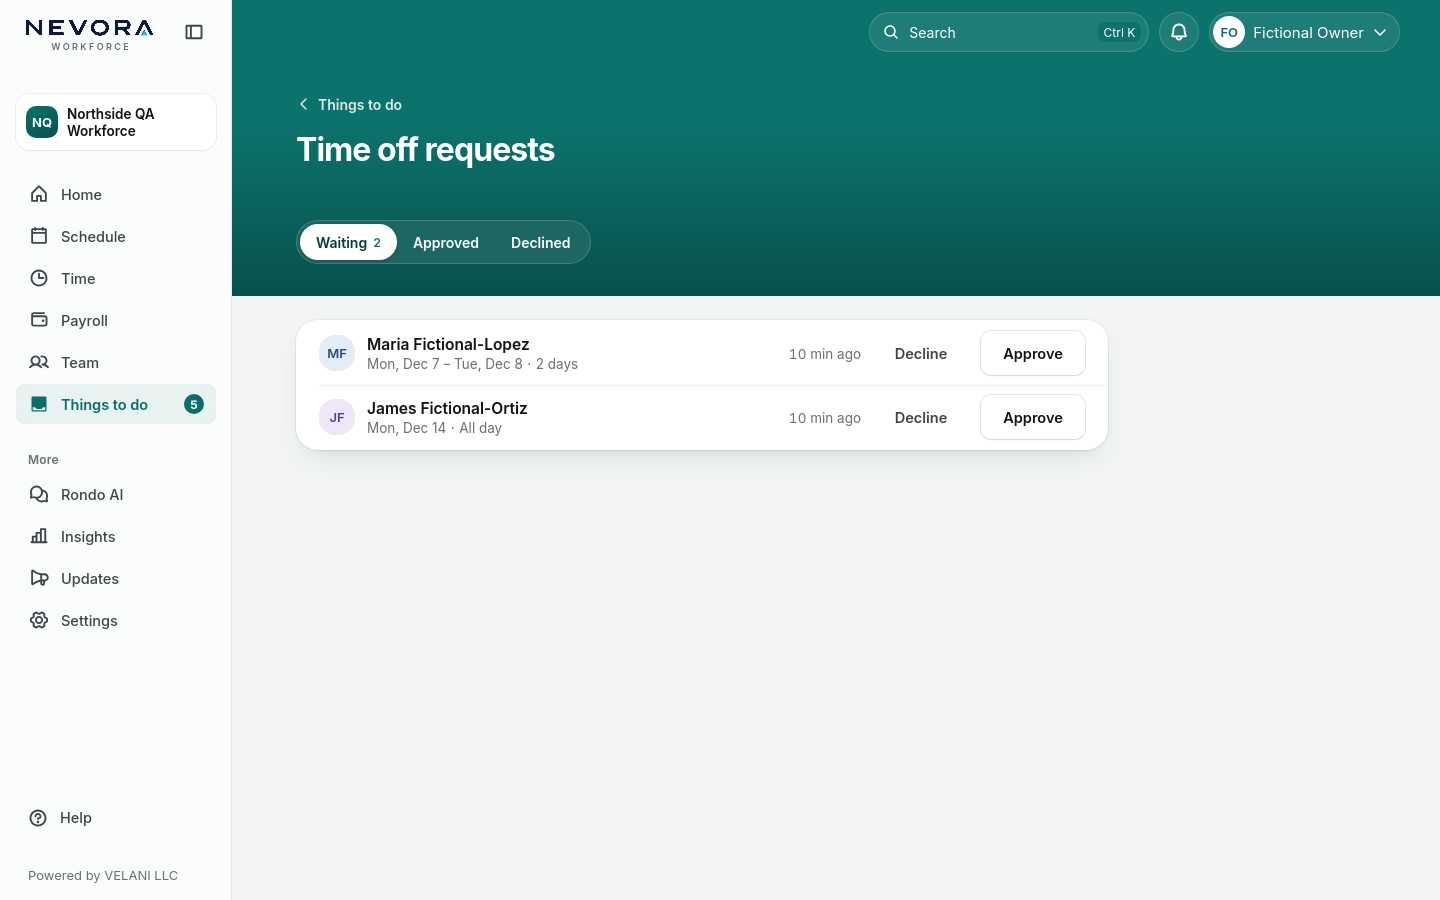 NEVORA
WORKFORCE
Search
Ctrl K
FO
Fictional Owner
NQ
Northside QA
Workforce
Home
Schedule
Time
Payroll
Team
Things to do
5
More
Rondo AI
Insights
Updates
Settings
Help
Powered by VELANI LLC
Things to do
Time off requests
Waiting 2
Approved
Declined
MF
Maria Fictional-Lopez
Mon, Dec 7 – Tue, Dec 8 · 2 days
10 min ago
Decline
Approve
JF
James Fictional-Ortiz
Mon, Dec 14 · All day
10 min ago
Decline
Approve